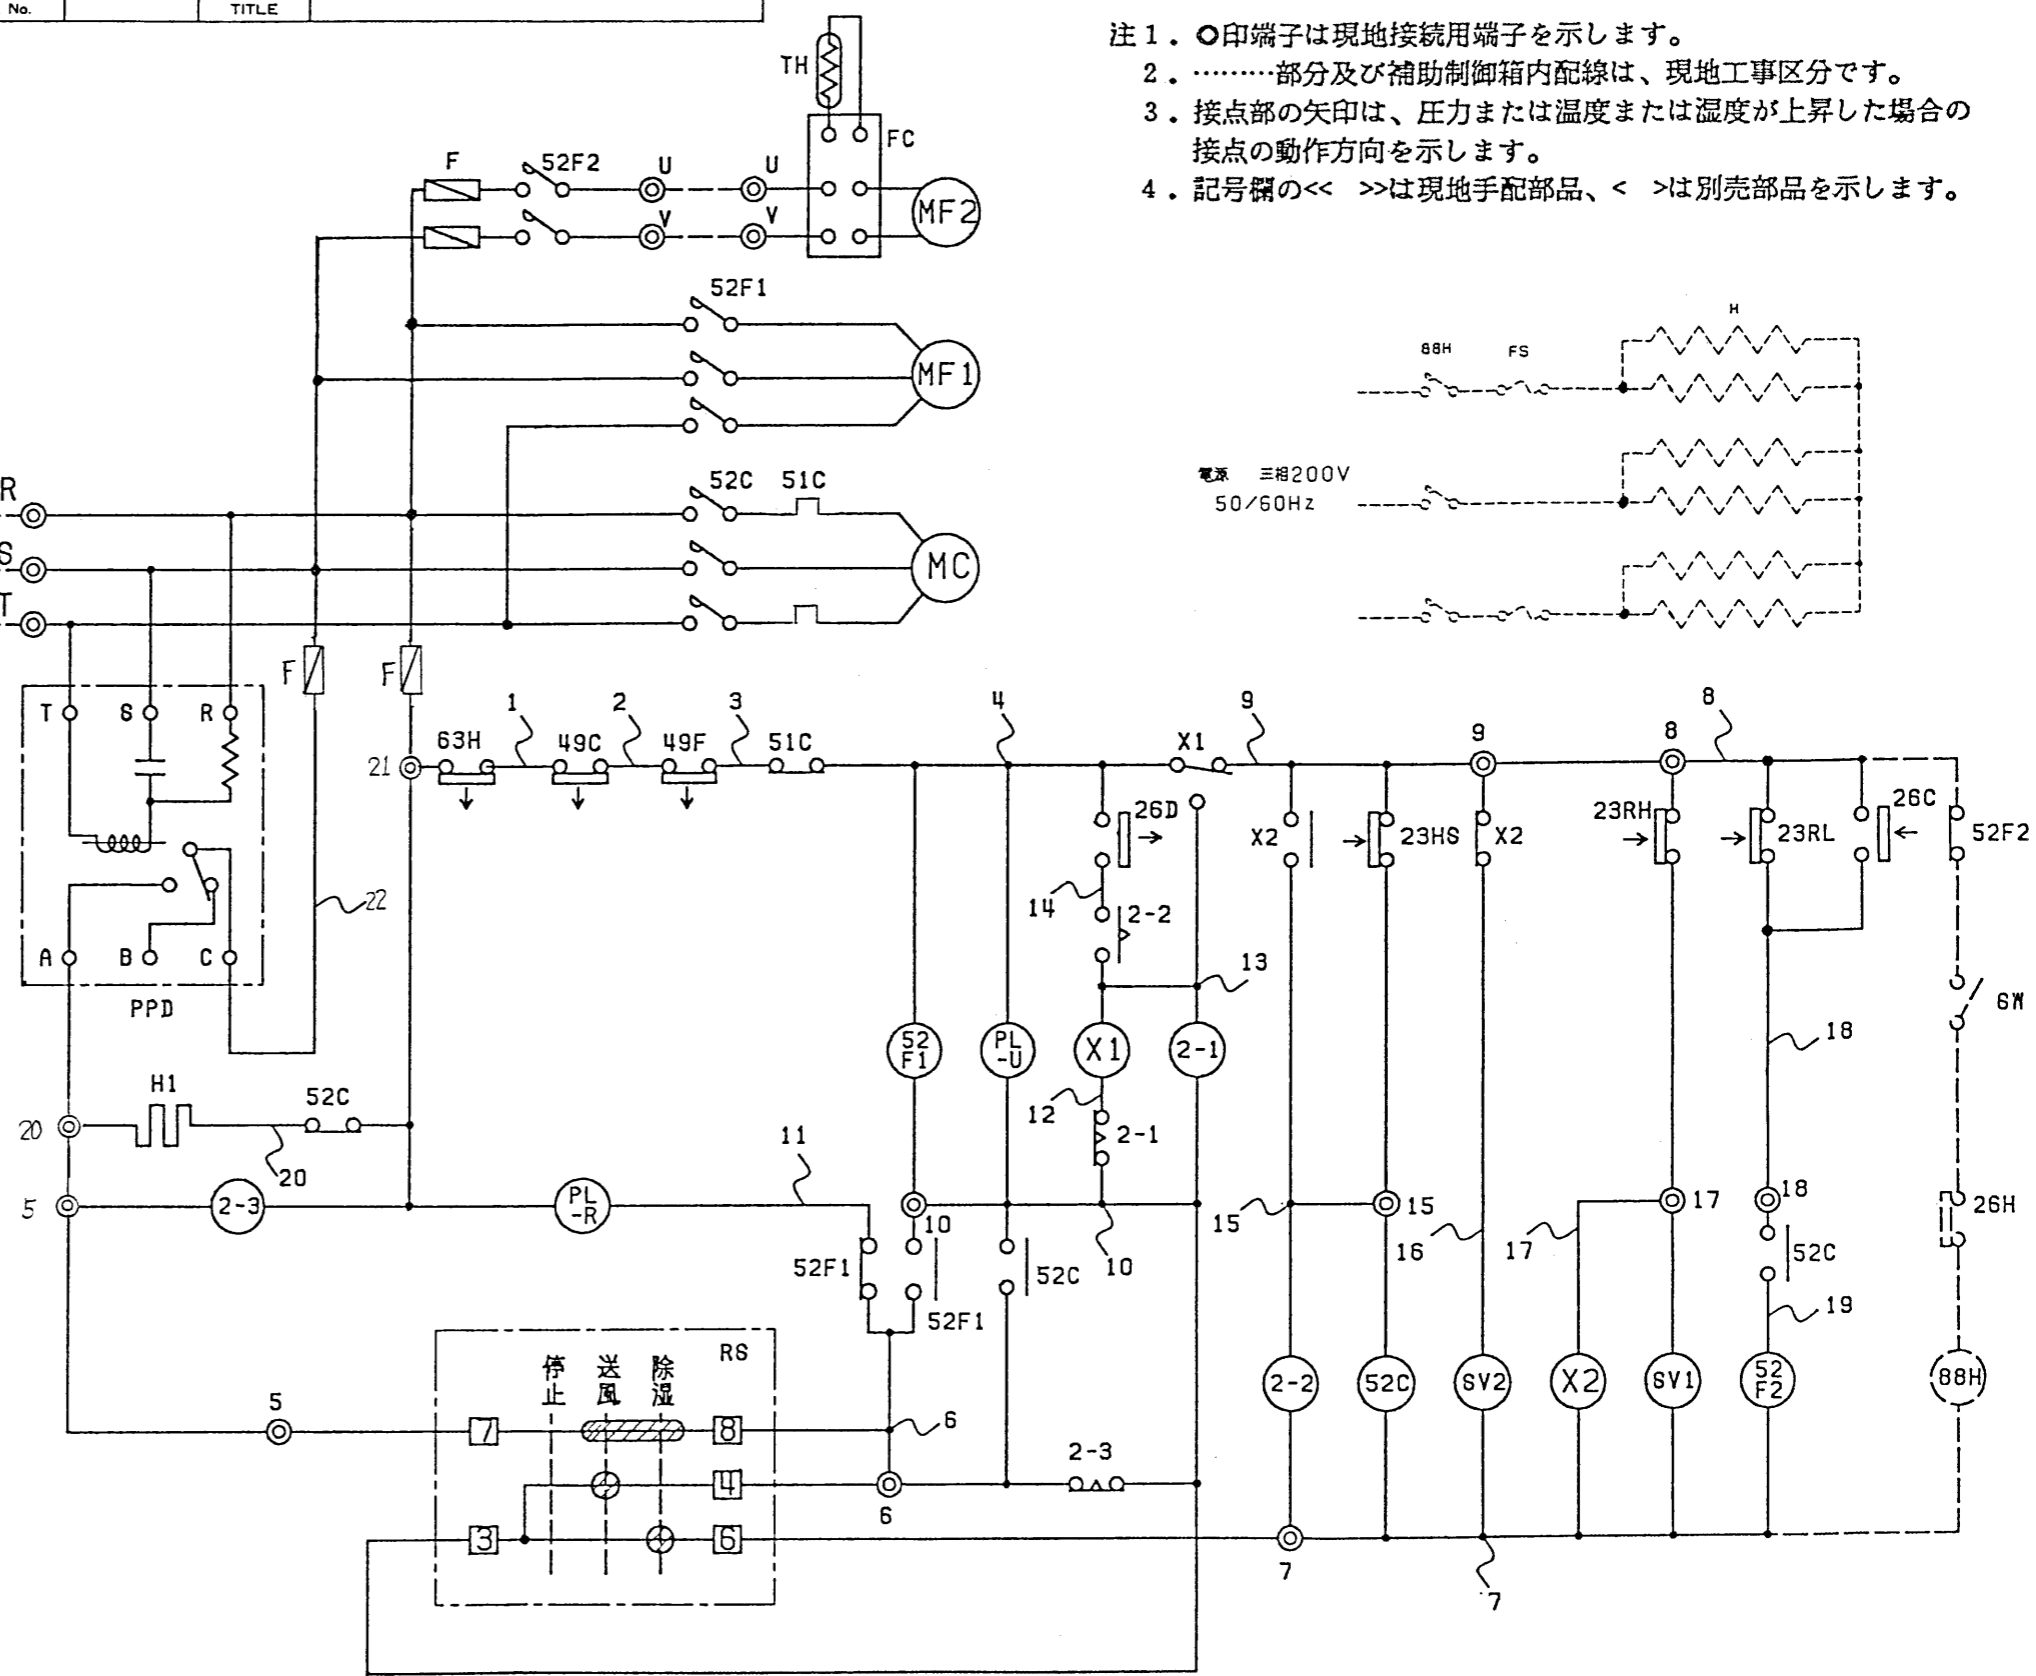 No.
TITLE
注1．○印端子は現地接続用端子を示します。
2．………部分及び補助制御箱内配線は、現地工事区分です。
3．接点部の矢印は、圧力または温度または湿度が上昇した場合の
接点の動作方向を示します。
4．記号欄の<< >>は現地手配部品、< >は別売部品を示します。
TH
FC
F
52F2
U
U
V
V
MF2
52F1
MF1
H
88H
FS
電源 三相200V
50/60Hz
R
52C
51C
S
MC
T
F
F
T
S
R
21
63H
1
49C
2
49F
3
51C
4
X1
9
9
8
8
26D
X2
23HS
X2
23RH
23RL
26C
52F2
14
2-2
22
13
A
B
C
PPD
52
F1
PL
-U
X1
2-1
18
SW
H1
52C
20
20
12
2-1
11
5
2-3
PL
-R
10
10
15
15
16
17
17
18
26H
52F1
52F1
52C
52C
19
RS
停止
送風
除湿
2-2
52C
SV2
X2
SV1
52
F2
88H
5
7
8
6
4
6
2-3
3
6
7
7